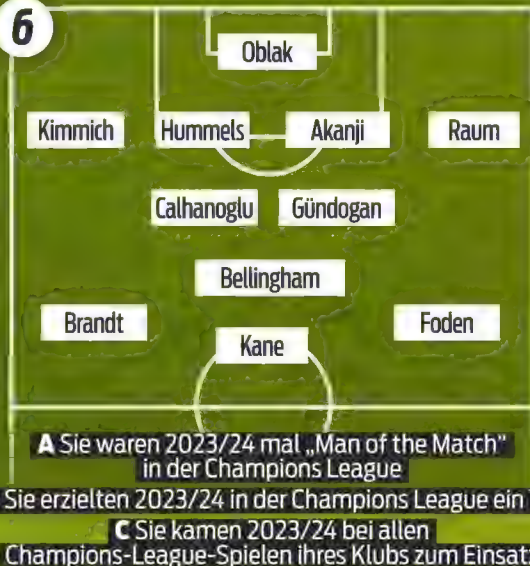 6
Oblak
Kimmich Hummels Akanji Raum
Calhanoglu Gündogan
Bellingham
Brandt Foden
Kane
A Sie waren 2023/24 mal „Man of the Match"
in der Champions League
Sie erzielten 2023/24 in der Champions League ein
C Sie kamen 2023/24 bei allen
Champions-League-Spielen ihres Klubs zum Einsat